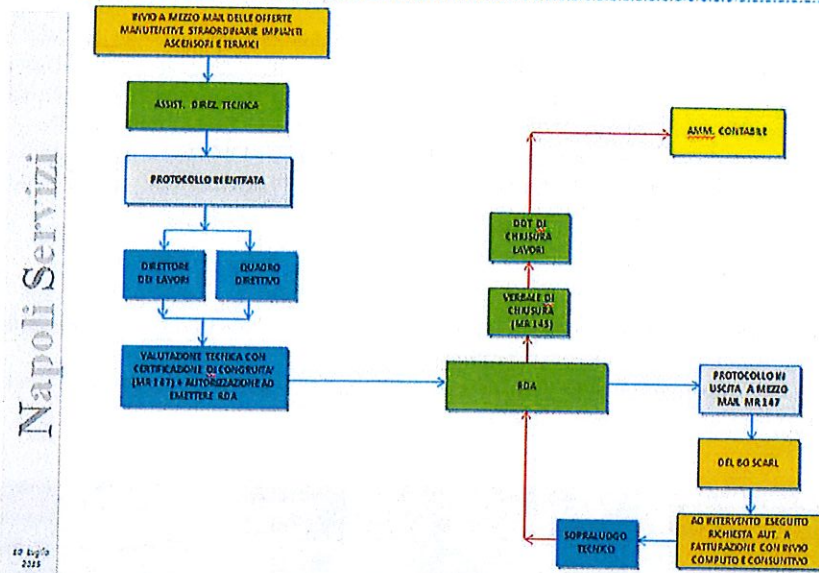 INVIO A MEZZO MAIL DELLE OFFERTE
MANUTENTIVE STRAORDINARIE IMPIANTI
ASCENSORI E TERMICI
ASSIST. DIREZ. TECNICA
PROTOCOLLO IN ENTRATA
DIRETTORE
DEI LAVORI
QUADRO
DIRETTIVO
VALUTAZIONE TECNICA CON
CERTIFICAZIONE DI CONGRUITA'
(MR 147) + AUTORIZZAZIONE AD
EMETTERE RDA
AMM. CONTABILE
DDT DI
CHIUSURA
LAVORI
VERBALE DI
CHIUSURA
(MR 145)
RDA
PROTOCOLLO IN
USCITA A MEZZO
MAIL MR 147
DEL BO SCARL
AD INTERVENTO ESEGUITO
RICHIESTA AUT. A
FATTURAZIONE CON INVIO
COMPUTO E CONSUNTIVO
SOPRALUOGO
TECNICO
Napoli Servizi
10 luglio
2015